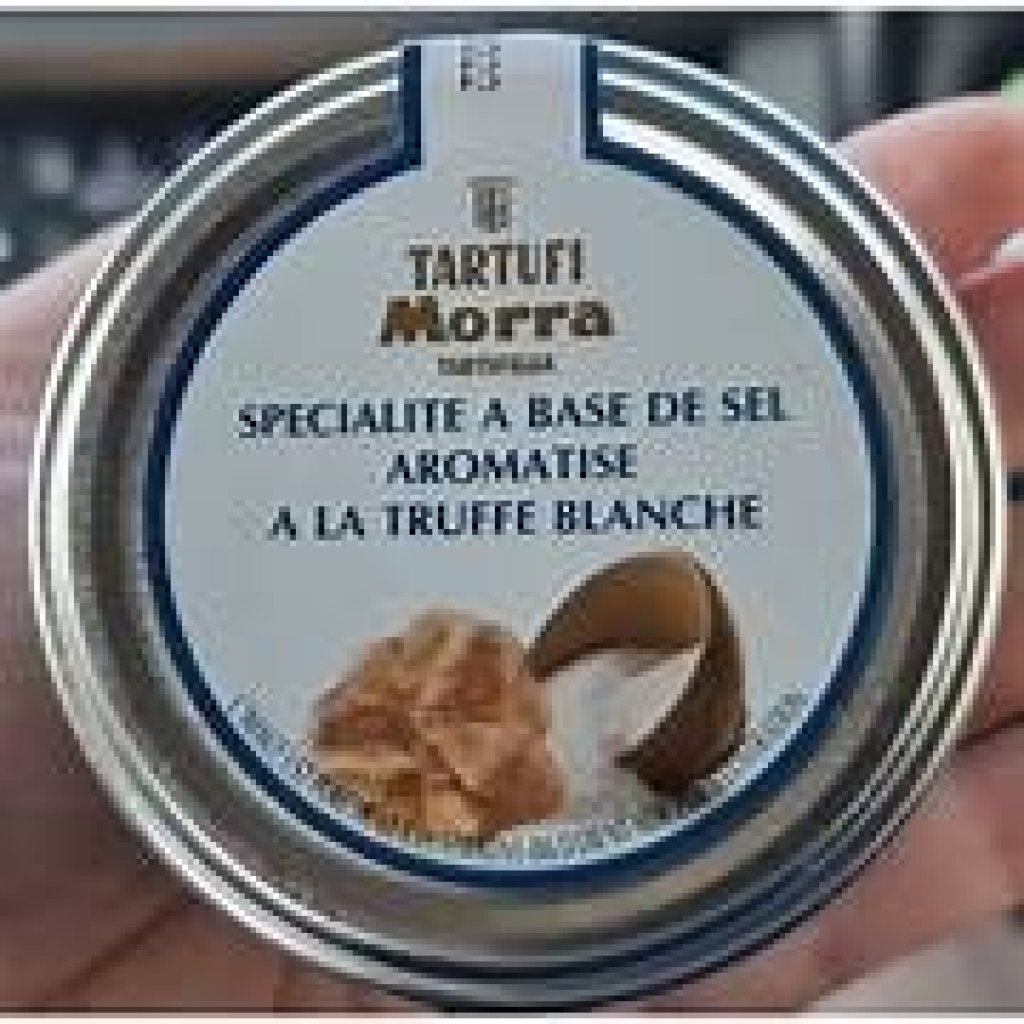 TARTUFI
Morra
SPECIALITE A BASE DE SEL
AROMATISE
A LA TRUFFE BLANCHE